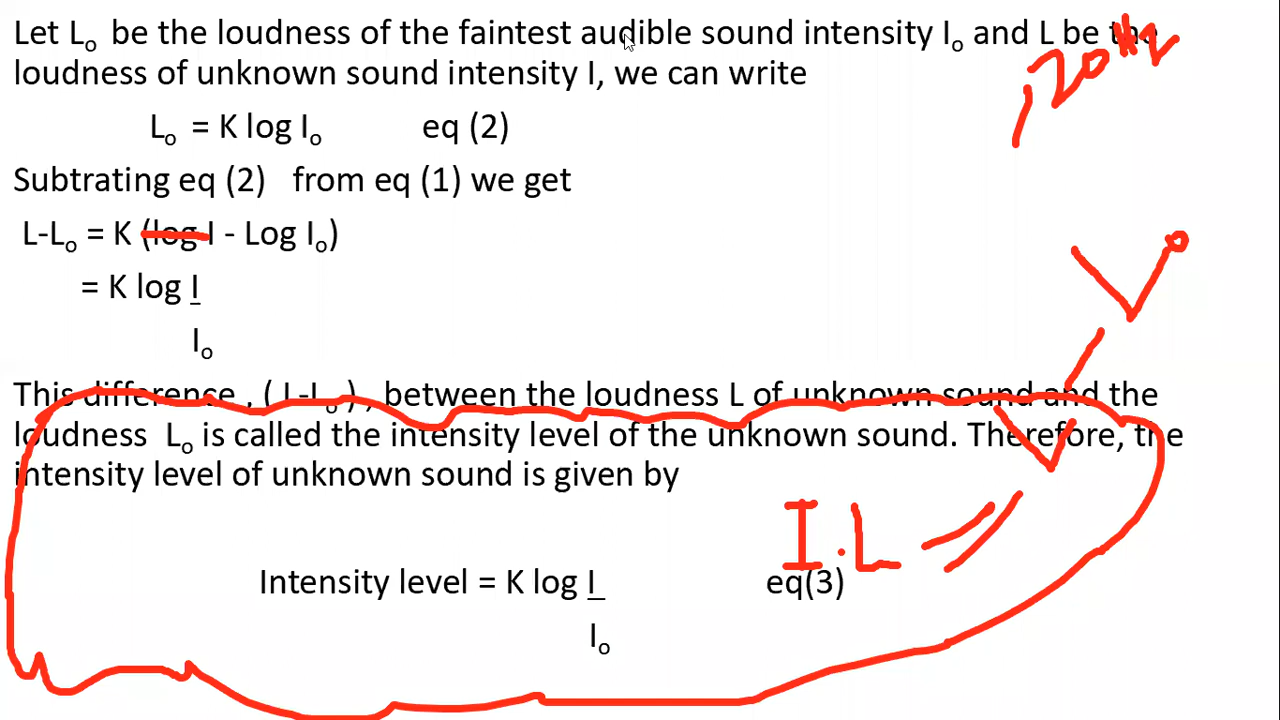 Let Lo be the loudness of the faintest audible sound intensity Io and L be the
loudness of unknown sound intensity I, we can write
,20Hz
Lo = K log Io eq (2)
Subtrating eq (2) from eq (1) we get
L-Lo = K (log I - Log Io)
= K log I
Io
This difference , ( L-Lo ) , between the loudness L of unknown sound and the
loudness Lo is called the intensity level of the unknown sound. Therefore, the
intensity level of unknown sound is given by
I.L =
Intensity level = K log I eq(3)
Io